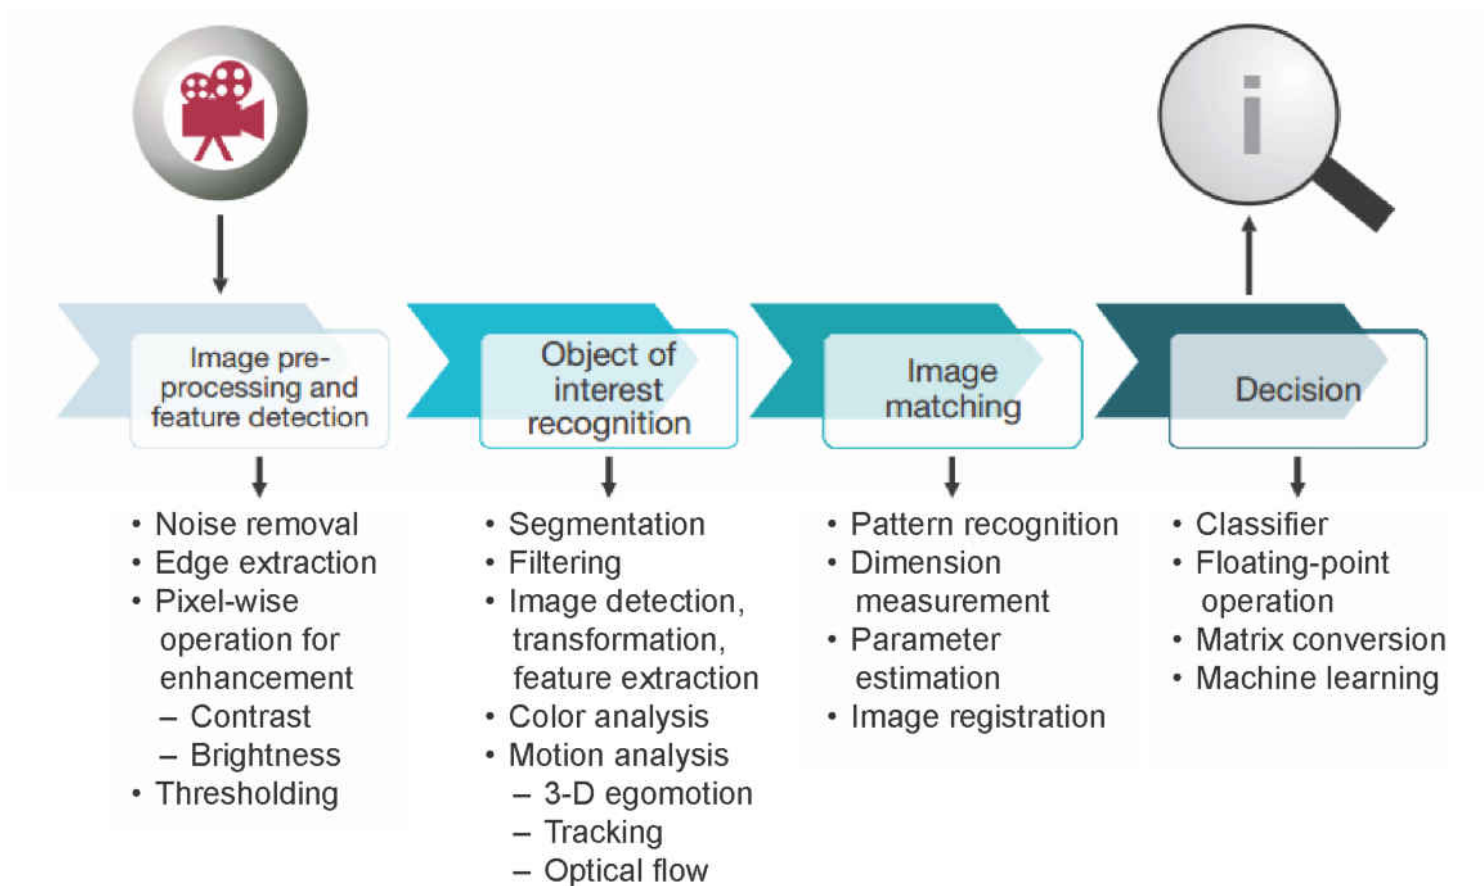 i
Image pre-
processing and
feature detection
Object of
interest
recognition
Image
matching
Decision
• Noise removal
• Edge extraction
• Pixel-wise
operation for
enhancement
– Contrast
– Brightness
• Thresholding
• Segmentation
• Filtering
• Image detection,
transformation,
feature extraction
• Color analysis
• Motion analysis
– 3-D egomotion
– Tracking
– Optical flow
• Pattern recognition
• Dimension
measurement
• Parameter
estimation
• Image registration
• Classifier
• Floating-point
operation
• Matrix conversion
• Machine learning